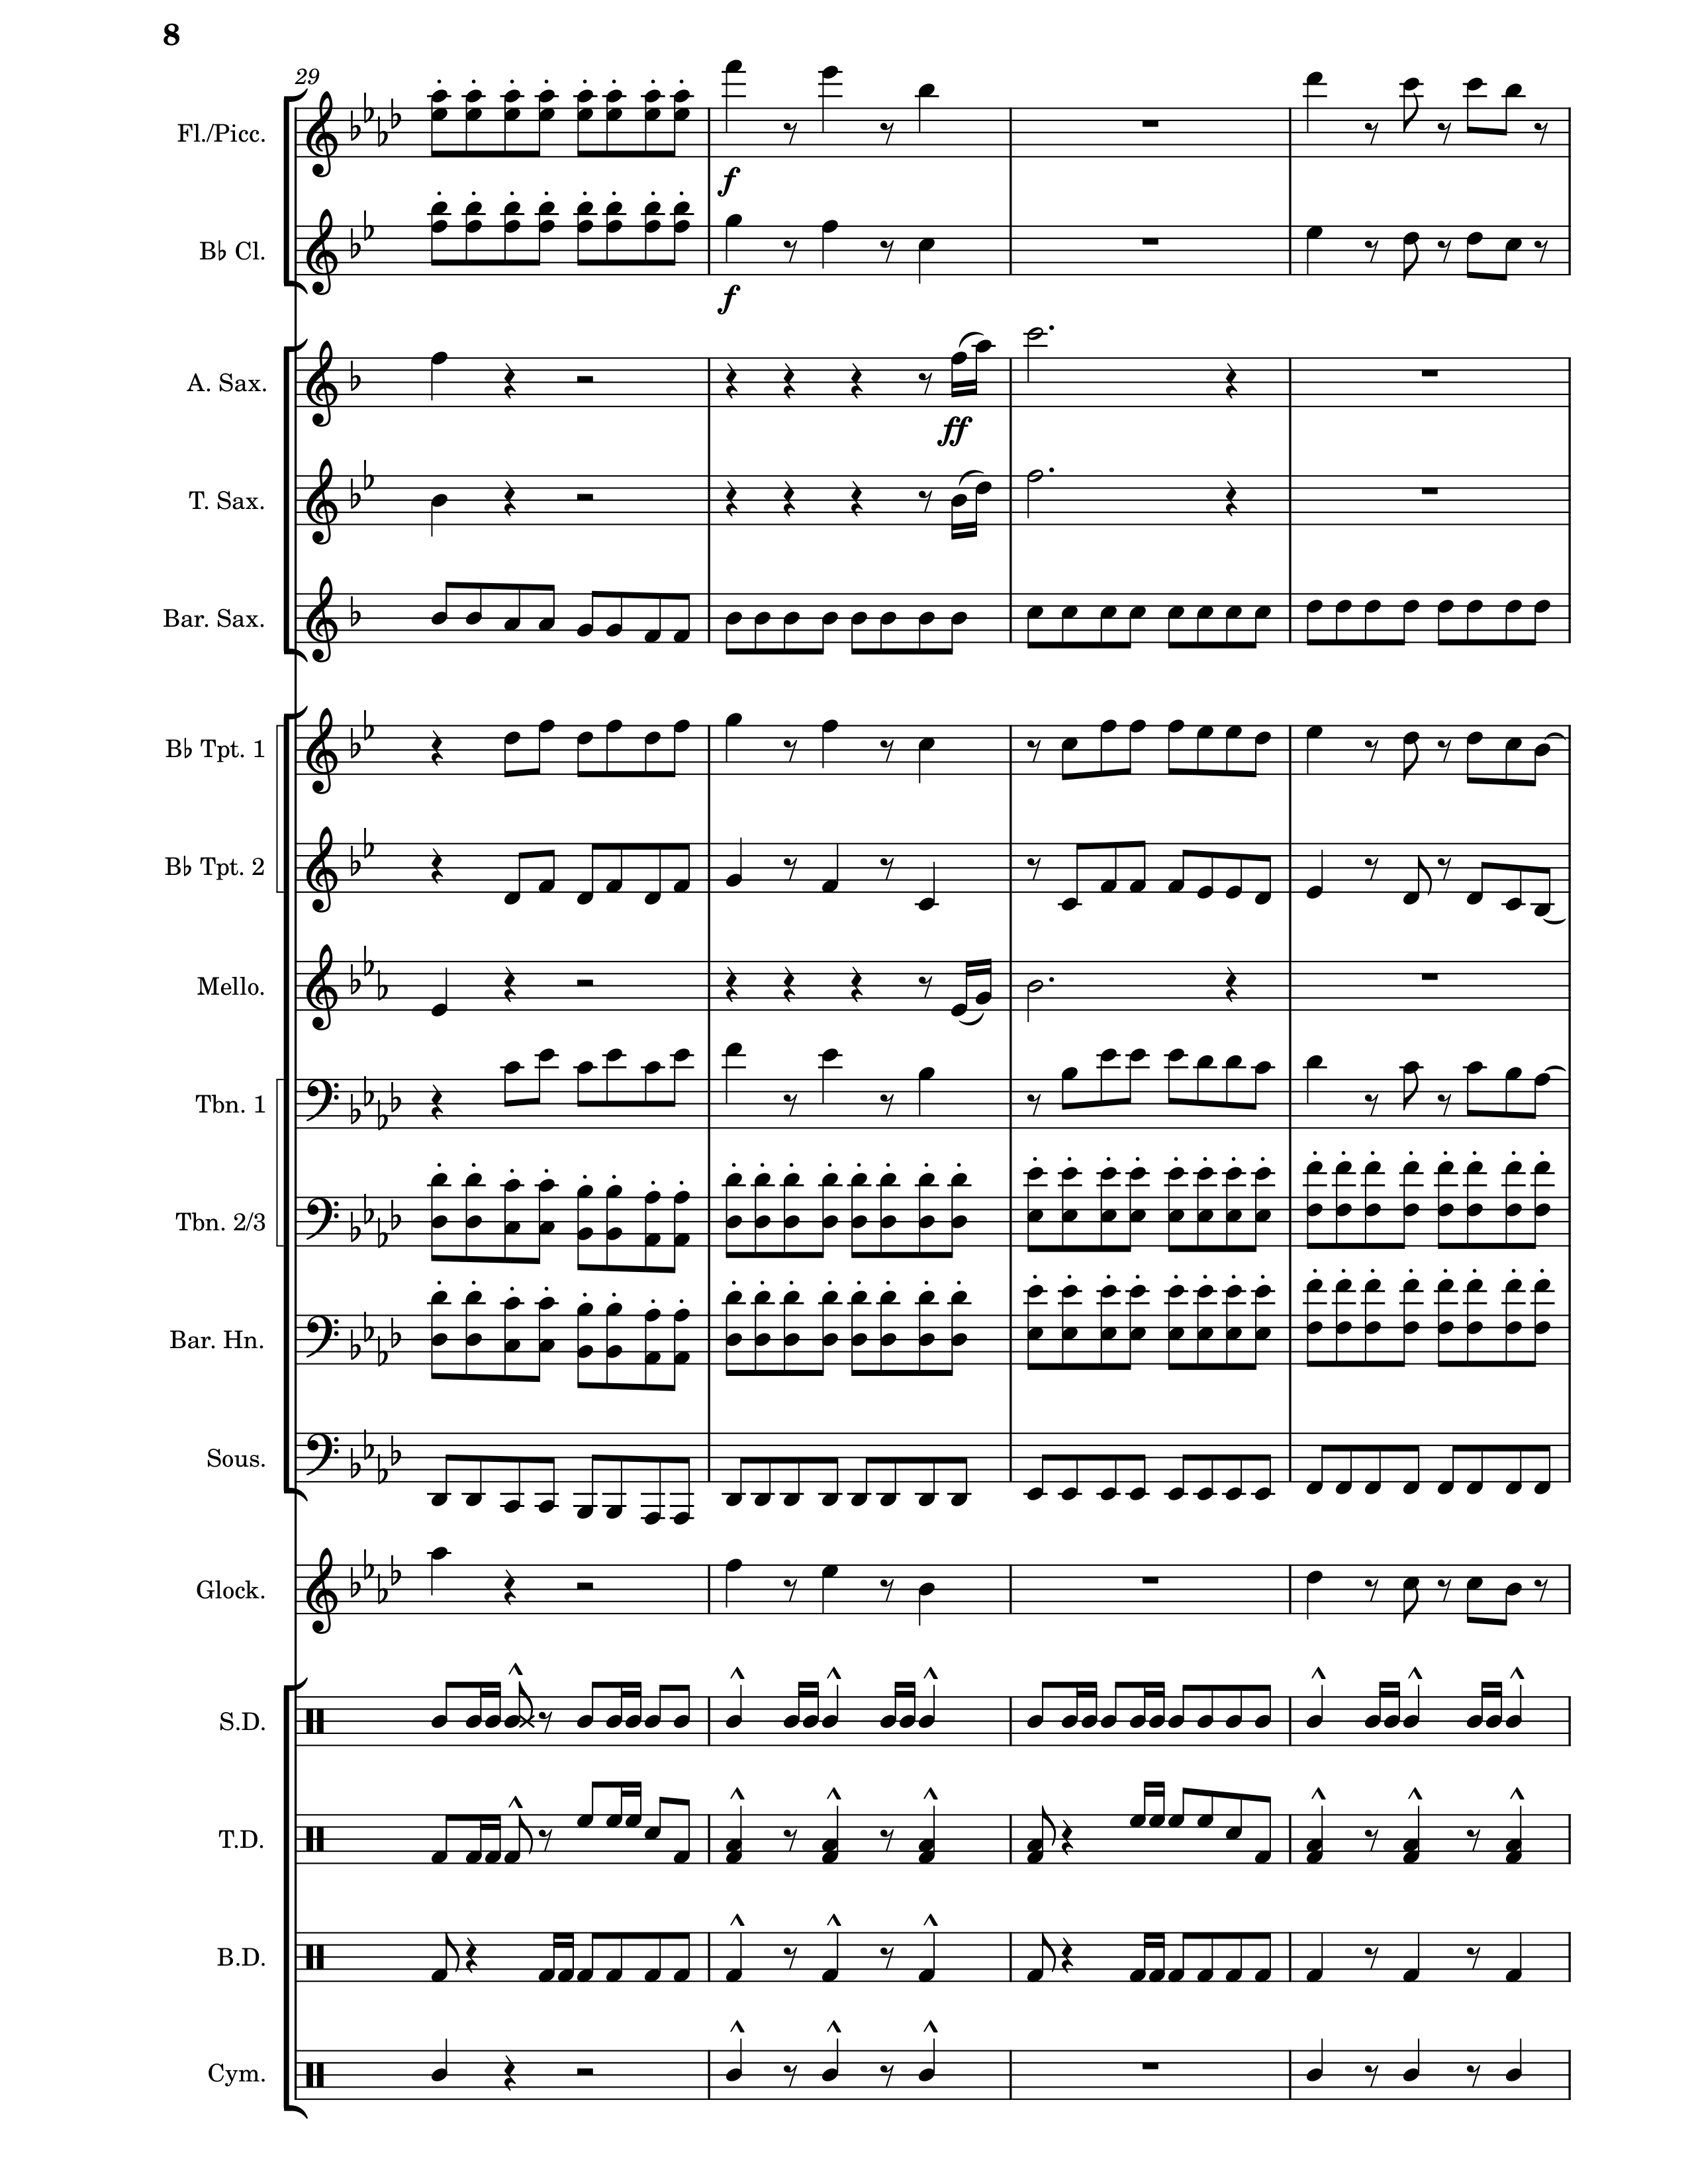 8
29
Fl./Picc.
f
B♭ Cl.
f
A. Sax.
ff
T. Sax.
Bar. Sax.
B♭ Tpt. 1
B♭ Tpt. 2
Mello.
Tbn. 1
Tbn. 2/3
Bar. Hn.
Sous.
Glock.
S.D.
T.D.
B.D.
Cym.